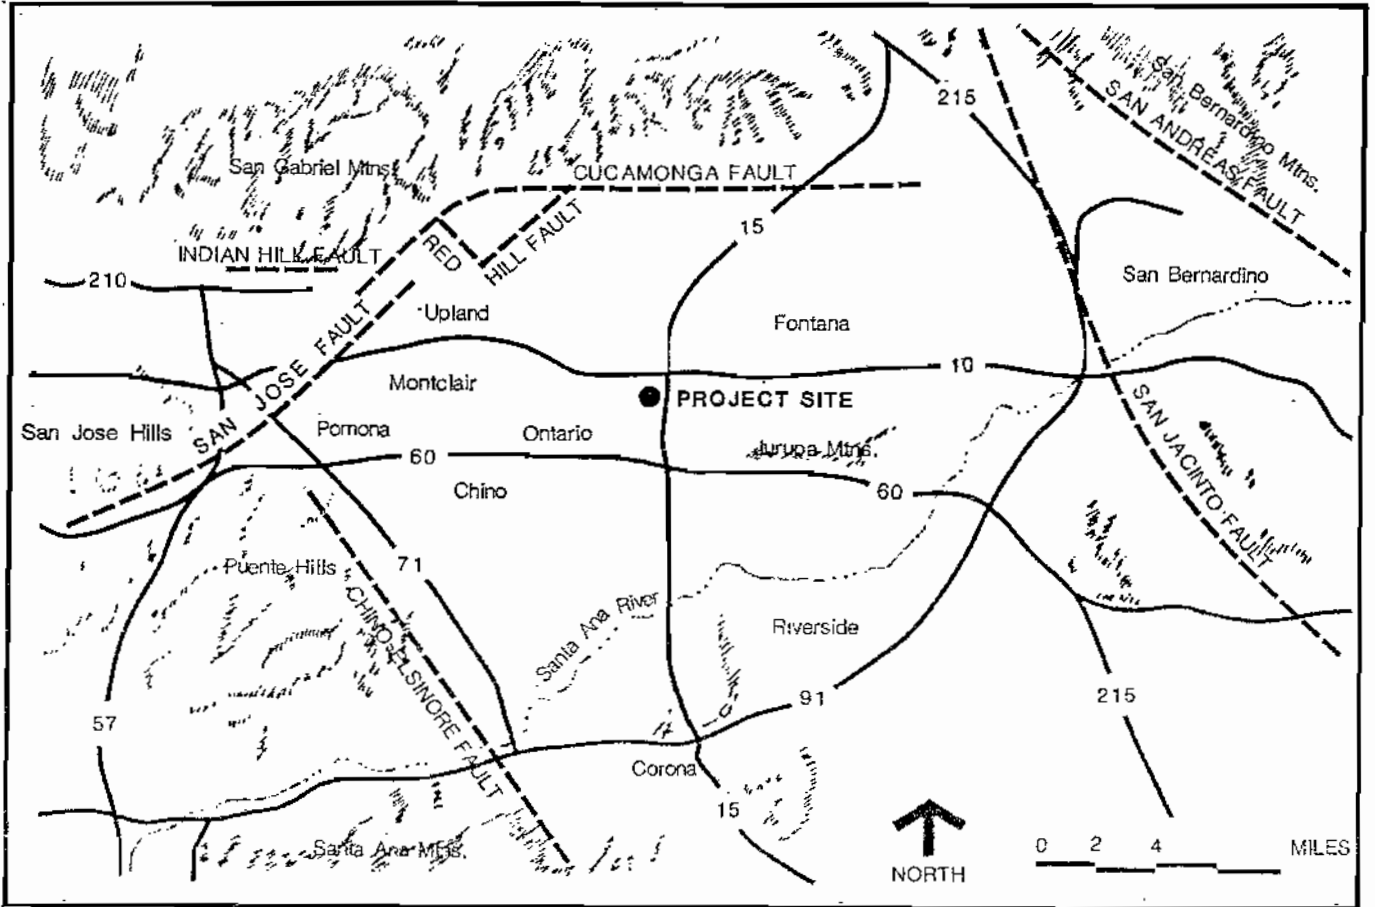 215
San Bernardino Mtns.
SAN ANDREAS FAULT
San Gabriel Mtns.
CUCAMONGA FAULT
15
RED
HILL FAULT
INDIAN HILL FAULT
210
San Bernardino
Upland
Fontana
SAN JOSE FAULT
10
Montclair
PROJECT SITE
San Jose Hills
Pomona
Ontario
Jurupa Mtns.
SAN JACINTO FAULT
60
Chino
60
Puente Hills
71
CHINO-ELSINORE FAULT
Santa Ana River
Riverside
57
91
215
Corona
15
Santa Ana Mtns.
NORTH
0 2 4 MILES